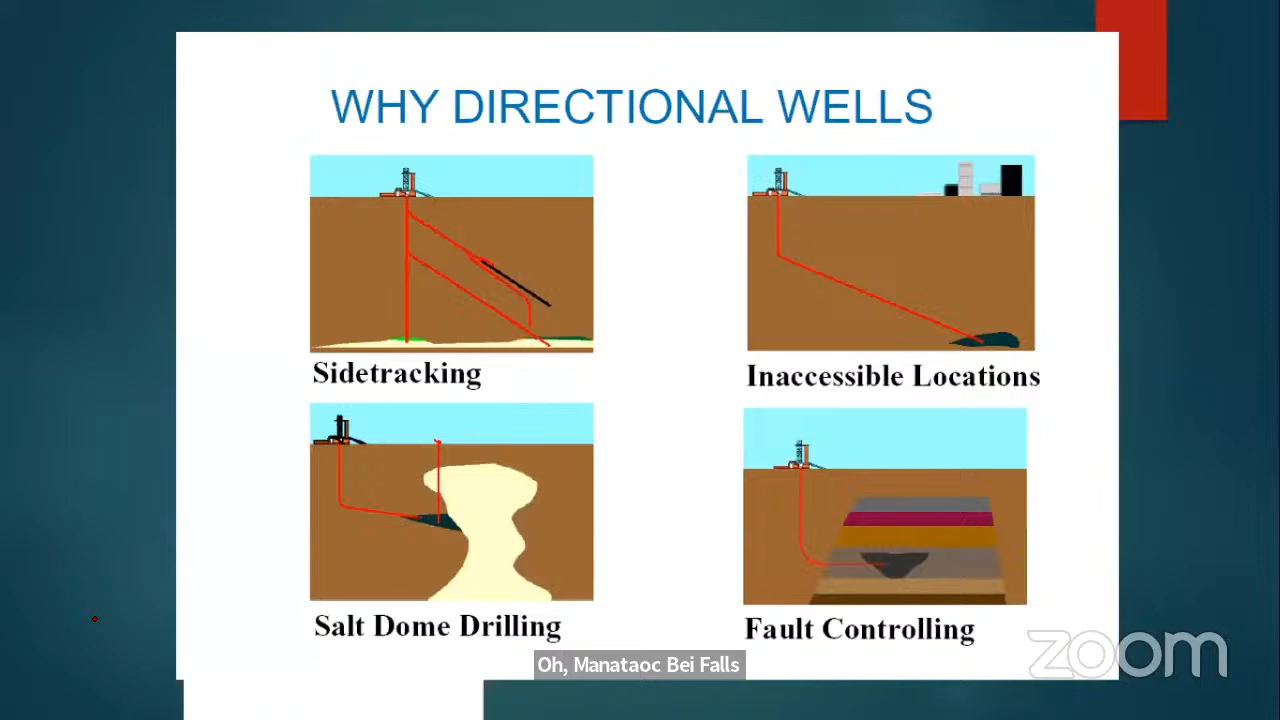 WHY DIRECTIONAL WELLS
Sidetracking
Inaccessible Locations
Salt Dome Drilling
Fault Controlling
Oh, Manataoc Bei Falls
zoom